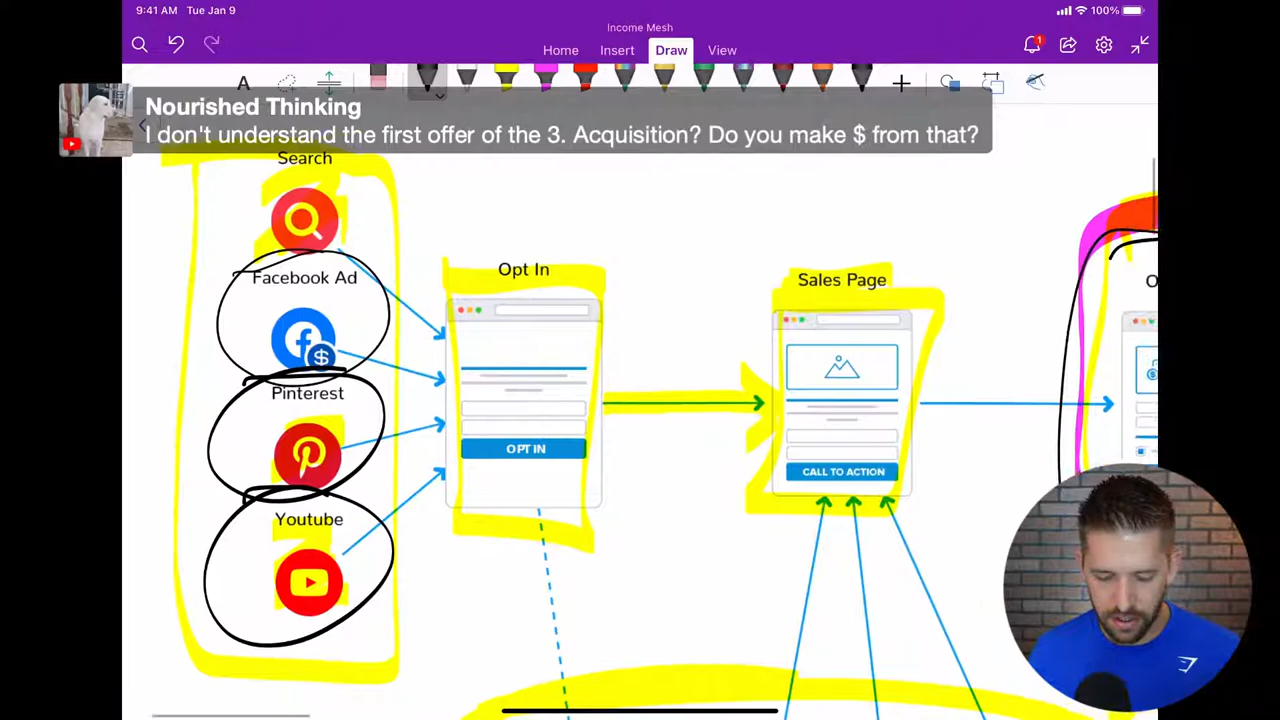 9:41 AM Tue Jan 9
100%
Income Mesh
Home Insert Draw View
1
A
Nourished Thinking
I don't understand the first offer of the 3. Acquisition? Do you make $ from that?
Search
Facebook Ad
$
Pinterest
Youtube
Opt In
OPT IN
Sales Page
CALL TO ACTION
O
$